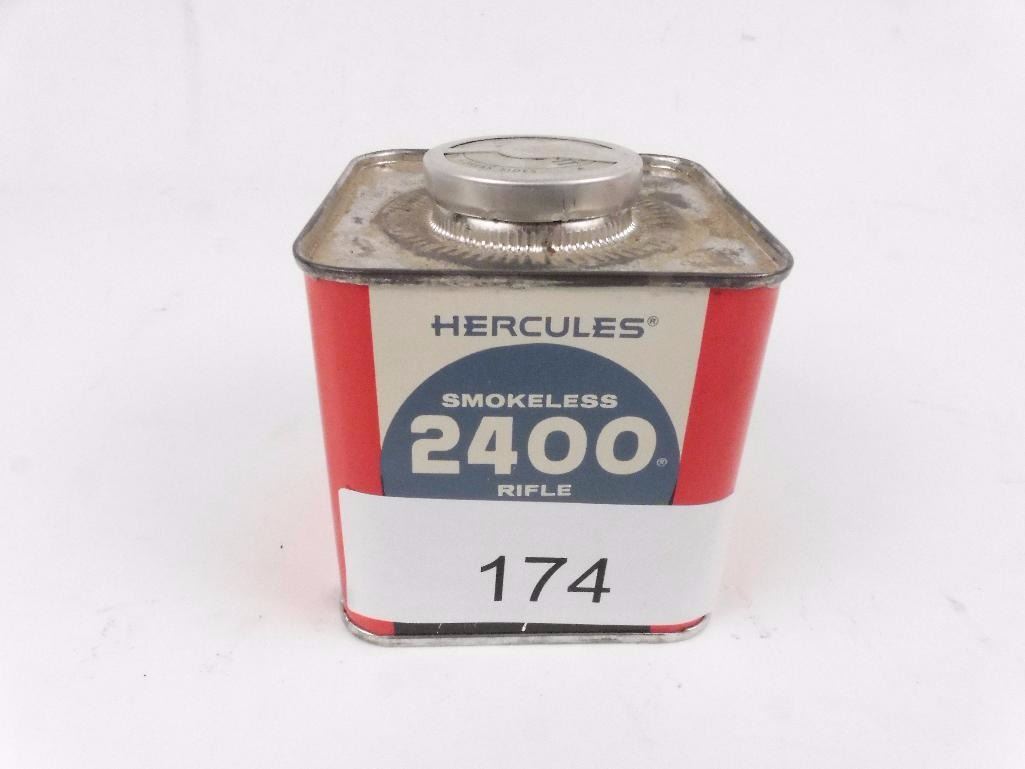 HERCULES®
SMOKELESS
2400®
RIFLE
174